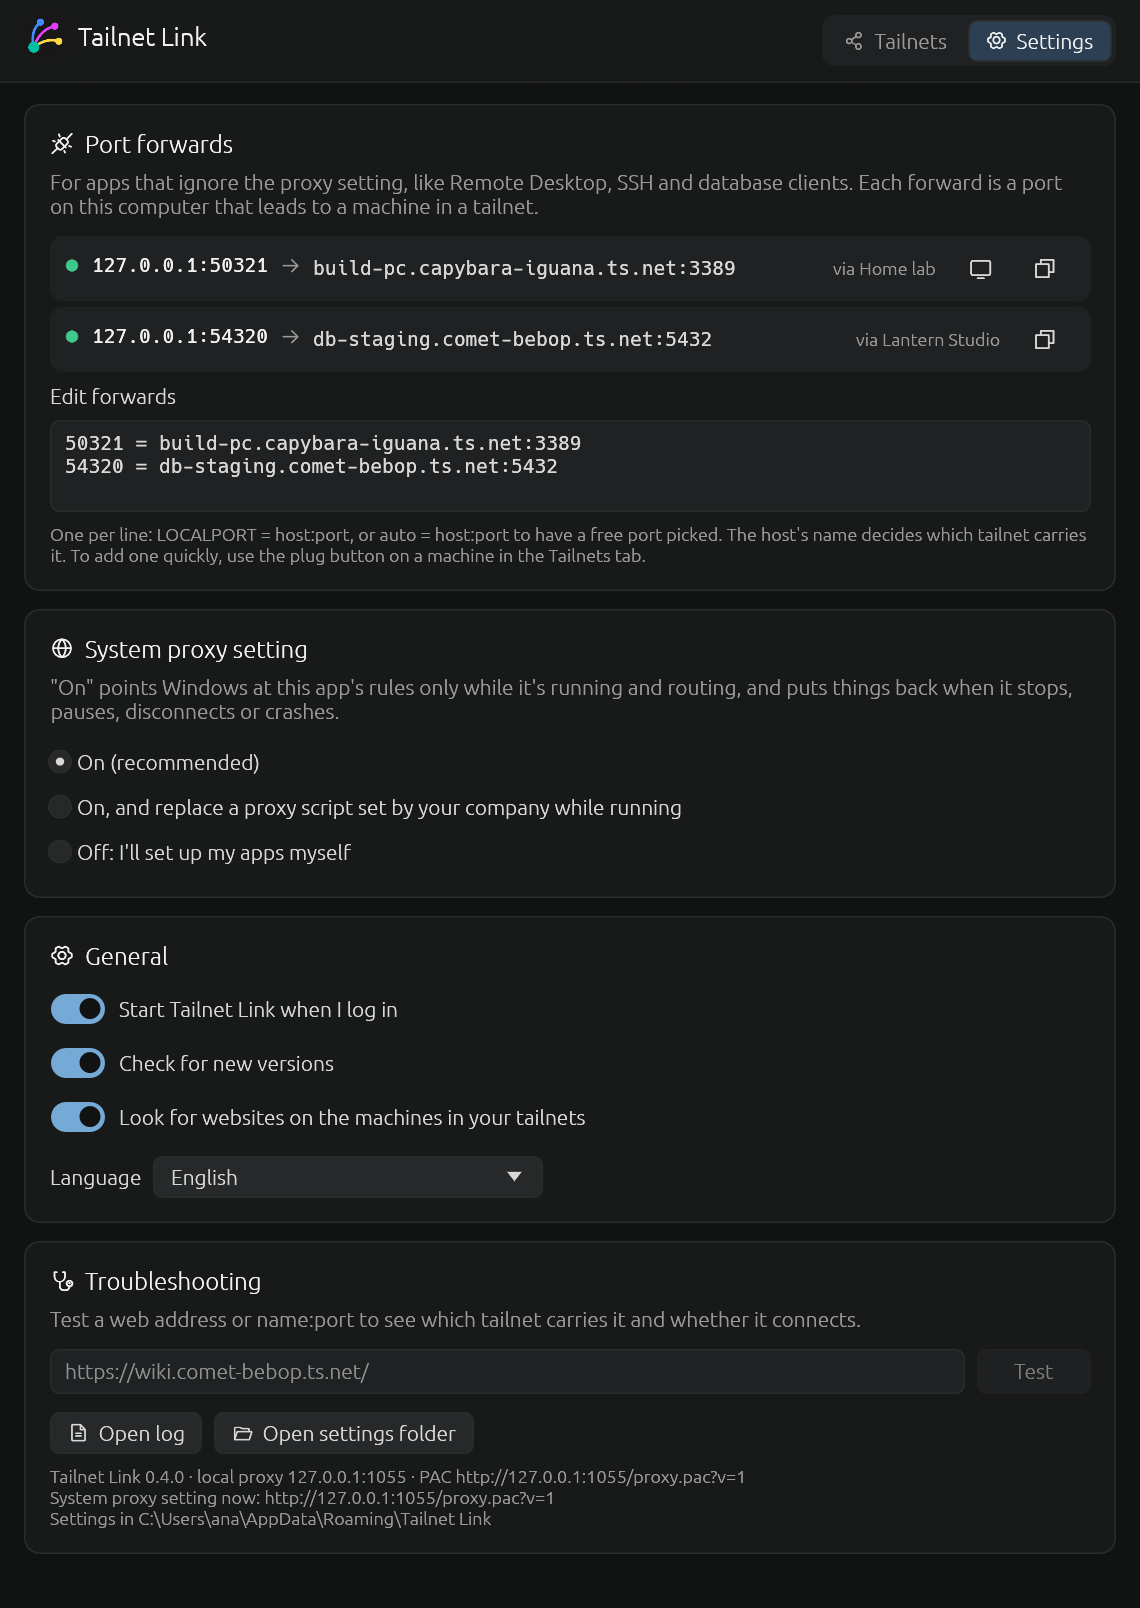 Tailnet Link
Tailnets
Settings
Port forwards
For apps that ignore the proxy setting, like Remote Desktop, SSH and database clients. Each forward is a port
on this computer that leads to a machine in a tailnet.
127.0.0.1:50321 → build-pc.capybara-iguana.ts.net:3389 via Home lab
127.0.0.1:54320 → db-staging.comet-bebop.ts.net:5432 via Lantern Studio
Edit forwards
50321 = build-pc.capybara-iguana.ts.net:3389
54320 = db-staging.comet-bebop.ts.net:5432
One per line: LOCALPORT = host:port, or auto = host:port to have a free port picked. The host's name decides which tailnet carries
it. To add one quickly, use the plug button on a machine in the Tailnets tab.
System proxy setting
"On" points Windows at this app's rules only while it's running and routing, and puts things back when it stops,
pauses, disconnects or crashes.
On (recommended)
On, and replace a proxy script set by your company while running
Off: I'll set up my apps myself
General
Start Tailnet Link when I log in
Check for new versions
Look for websites on the machines in your tailnets
Language English
Troubleshooting
Test a web address or name:port to see which tailnet carries it and whether it connects.
https://wiki.comet-bebop.ts.net/ Test
Open log Open settings folder
Tailnet Link 0.4.0 · local proxy 127.0.0.1:1055 · PAC http://127.0.0.1:1055/proxy.pac?v=1
System proxy setting now: http://127.0.0.1:1055/proxy.pac?v=1
Settings in C:\Users\ana\AppData\Roaming\Tailnet Link